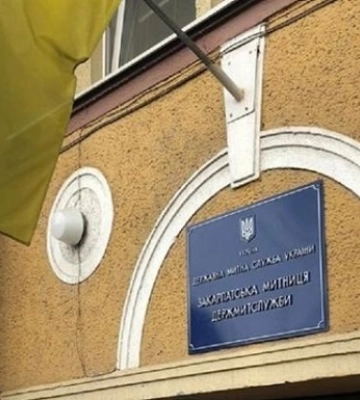 ДЕРЖАВНА МИТНА СЛУЖБА УКРАЇНИ
ЗАКАРПАТСЬКА МИТНИЦЯ
ДЕРЖМИТСЛУЖБИ